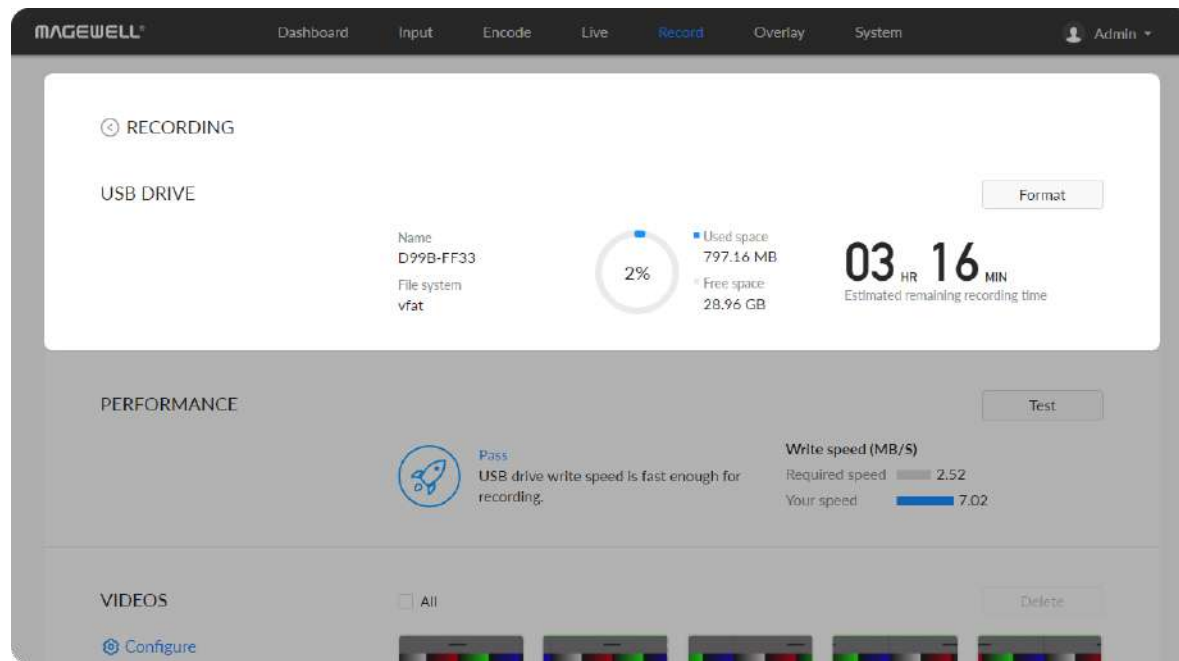 MAGEWELL®
Dashboard Input Encode Live Record Overlay System Admin
RECORDING
USB DRIVE
Format
Name
D99B-FF33
File system
vfat
2%
Used space
797.16 MB
Free space
28.96 GB
03 HR 16 MIN
Estimated remaining recording time
PERFORMANCE
Test
Pass
USB drive write speed is fast enough for
recording.
Write speed (MB/S)
Required speed 2.52
Your speed 7.02
VIDEOS
All
Delete
Configure